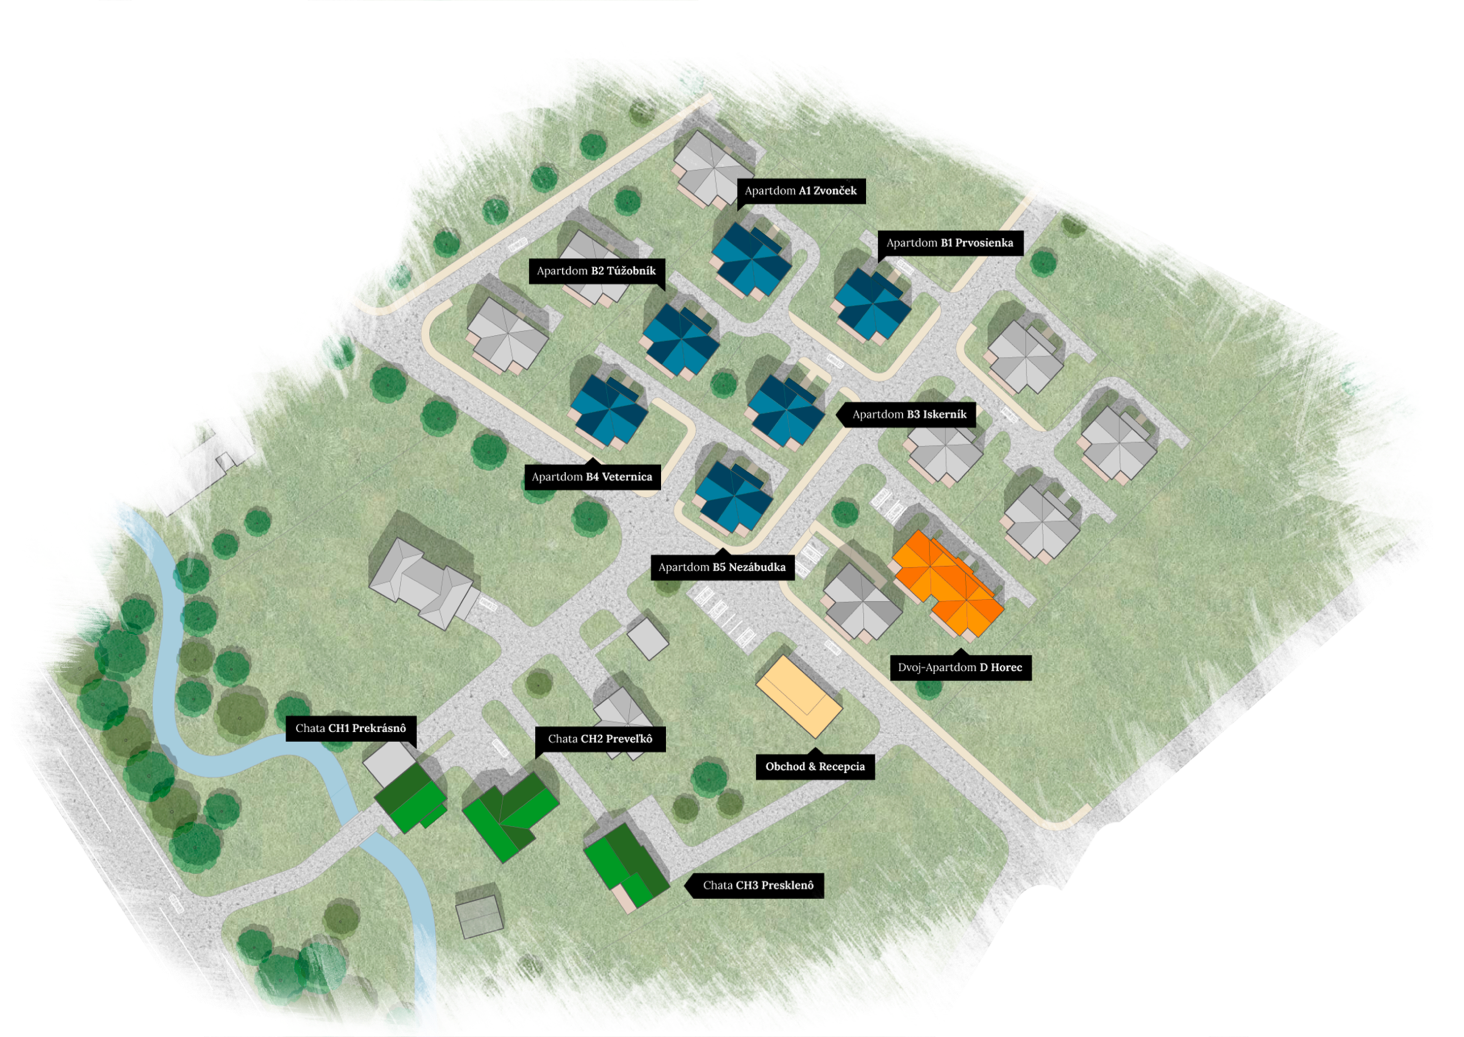 Apartdom A1 Zvonček
Apartdom B1 Prvosienka
Apartdom B2 Túžobník
Apartdom B3 Iskerník
Apartdom B4 Veternica
Apartdom B5 Nezábudka
Dvoj-Apartdom D Horec
Chata CH1 Prekrásnô
Chata CH2 Preveľkô
Obchod & Recepcia
Chata CH3 Presklenô